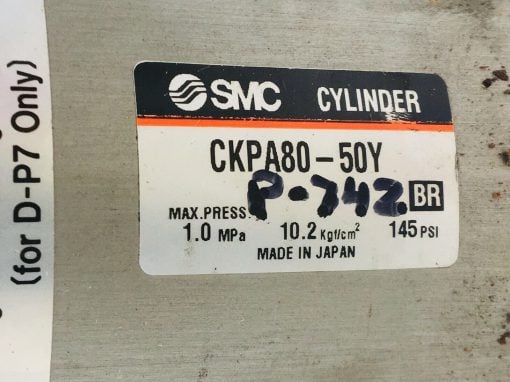 SMC CYLINDER
CKPA80-50Y
P-742 BR
MAX.PRESS.
1.0 MPa 10.2 Kgf/cm² 145 PSI
MADE IN JAPAN
(for D-P7 Only)